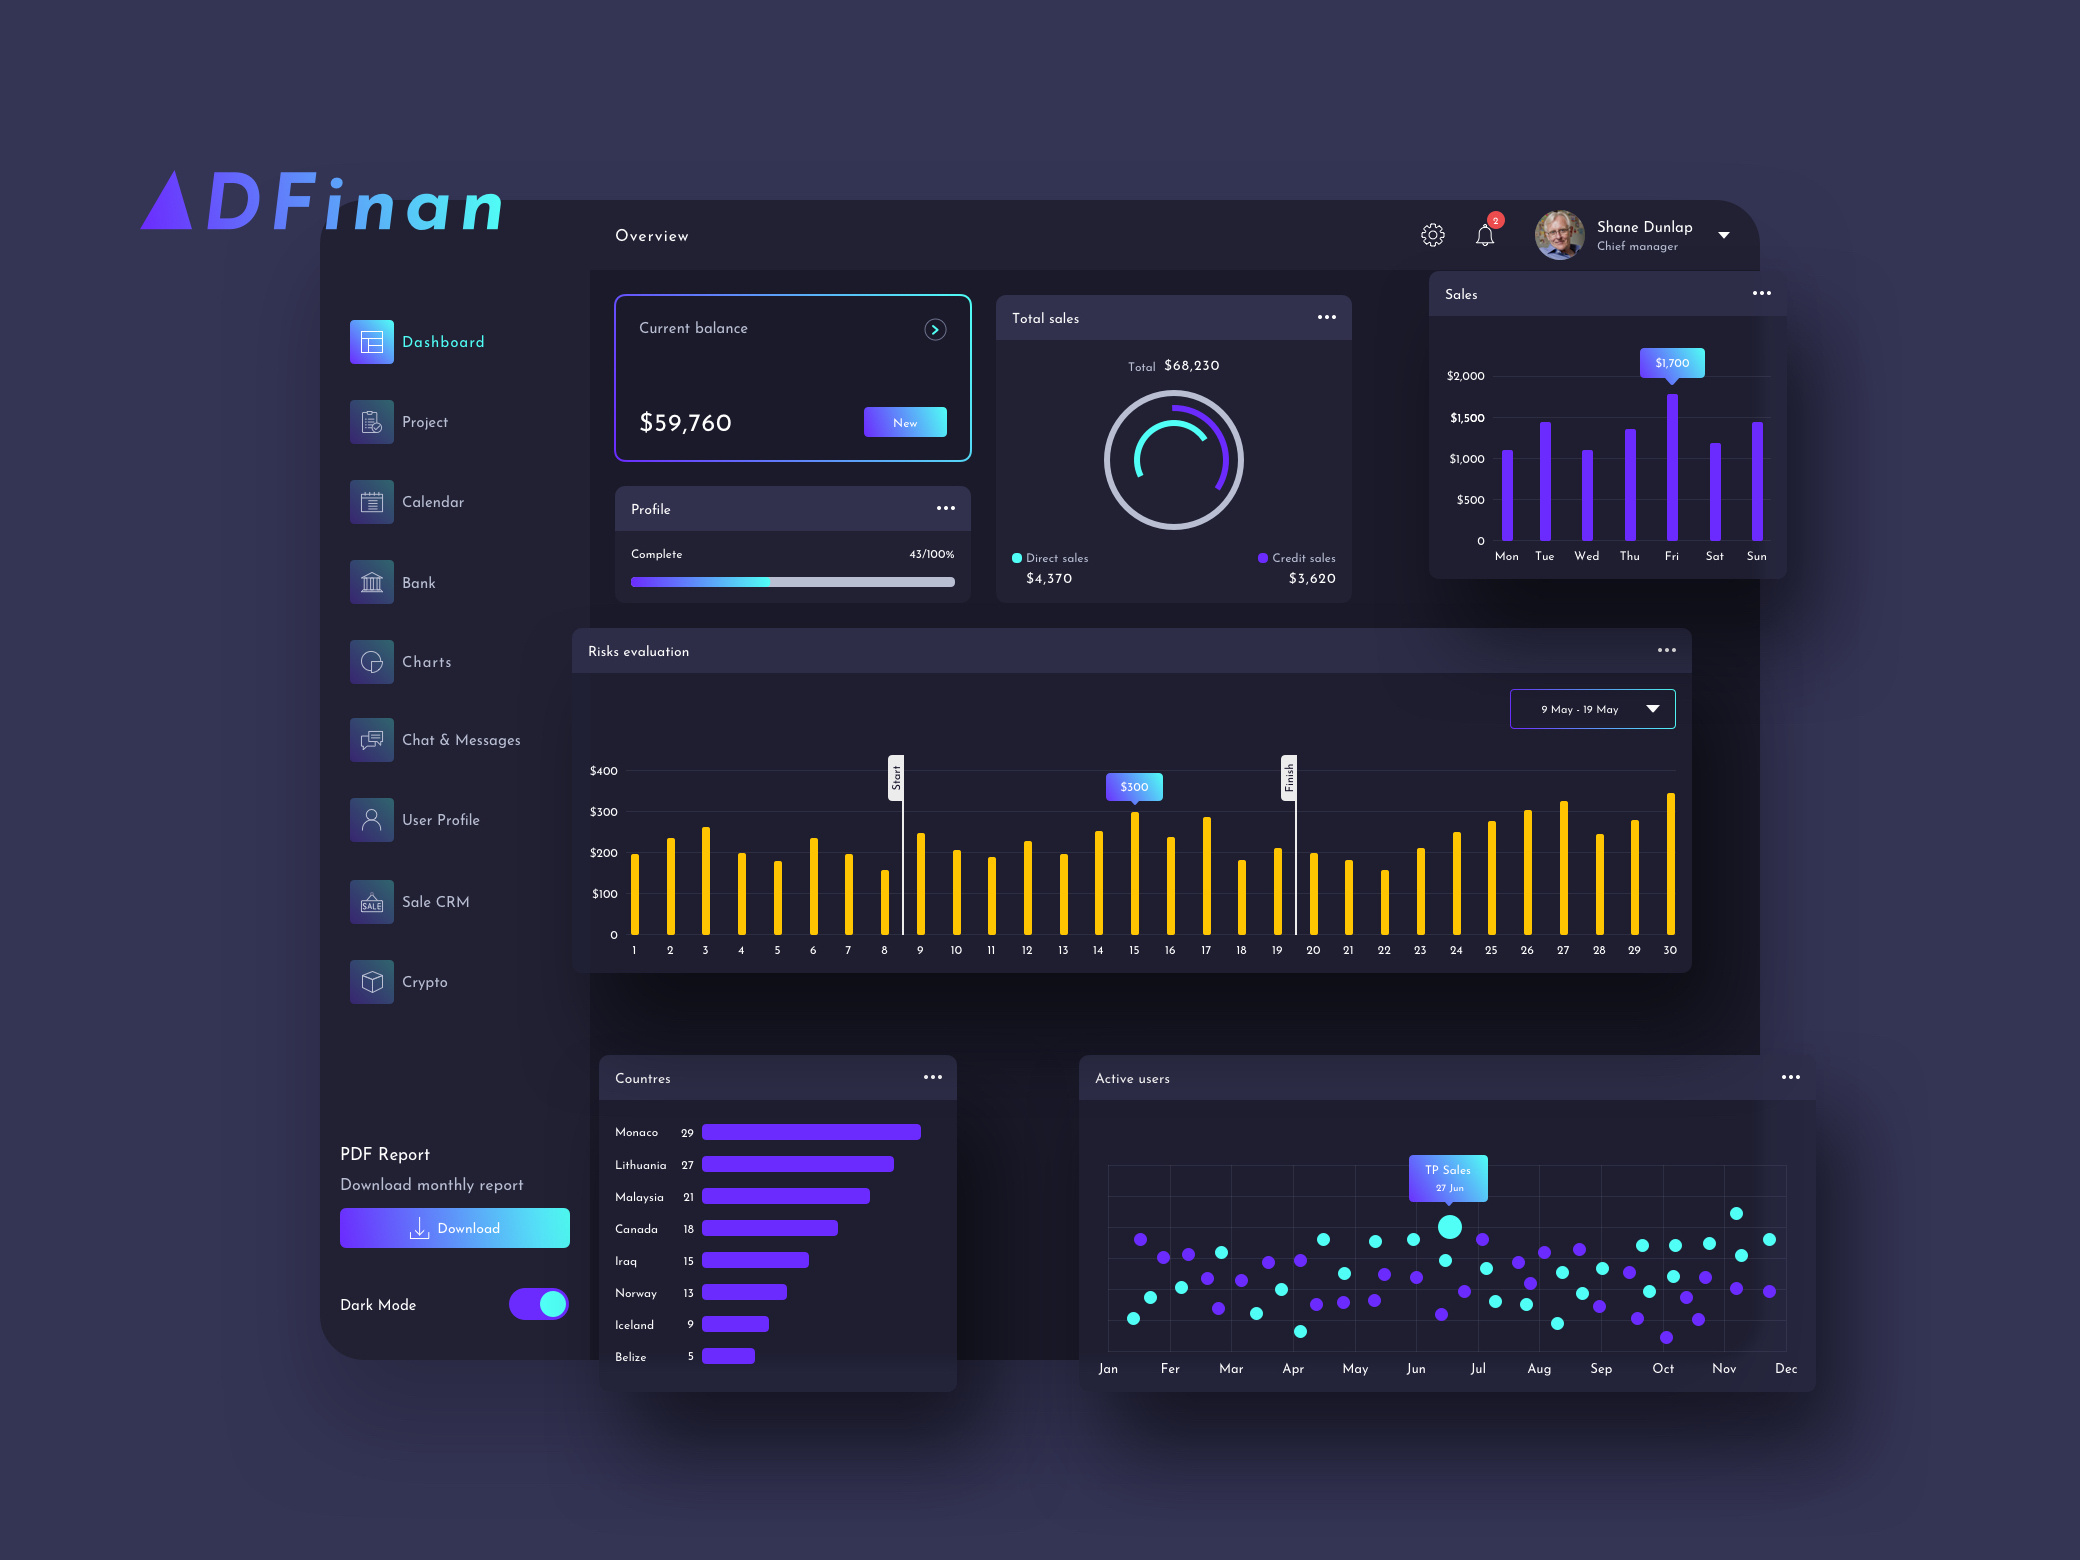 ADFinan
Overview
2
Shane Dunlap
Chief manager
Dashboard
Project
Calendar
Bank
Charts
Chat & Messages
User Profile
SALE
Sale CRM
Crypto
PDF Report
Download monthly report
Download
Dark Mode
Current balance
$59,760
New
Profile
Complete 43/100%
Total sales
Total $68,230
Direct sales
$4,370
Credit sales
$3,620
Sales
$1,700
$2,000
$1,500
$1,000
$500
0
Mon Tue Wed Thu Fri Sat Sun
Risks evaluation
9 May - 19 May
Start
$300
Finish
$400
$300
$200
$100
0
1 2 3 4 5 6 7 8 9 10 11 12 13 14 15 16 17 18 19 20 21 22 23 24 25 26 27 28 29 30
Countres
Monaco 29
Lithuania 27
Malaysia 21
Canada 18
Iraq 15
Norway 13
Iceland 9
Belize 5
Active users
TP Sales
27 Jun
Jan Fer Mar Apr May Jun Jul Aug Sep Oct Nov Dec